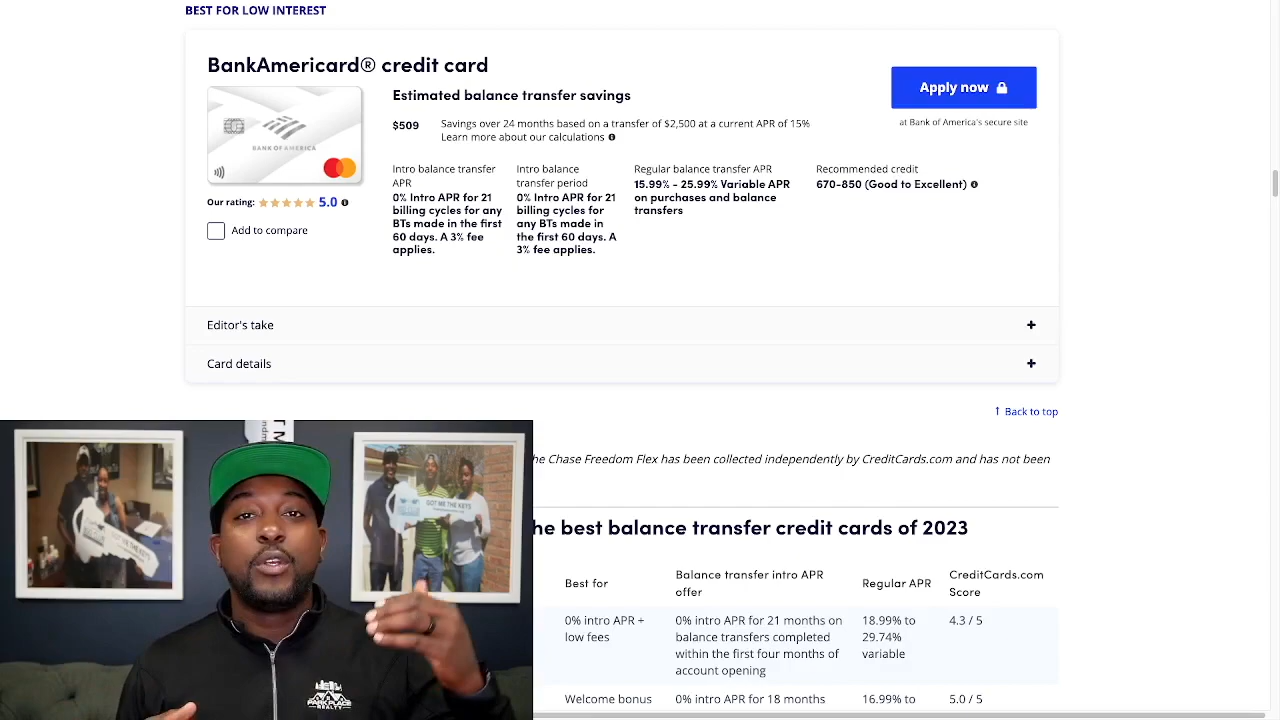 BEST FOR LOW INTEREST
BankAmericard® credit card
Estimated balance transfer savings
Apply now
at Bank of America's secure site
$509
Savings over 24 months based on a transfer of $2,500 at a current APR of 15%
Learn more about our calculations
BANK OF AMERICA
Intro balance transfer
APR
0% Intro APR for 21
billing cycles for any
BTs made in the first
60 days. A 3% fee
applies.
Intro balance
transfer period
0% Intro APR for 21
billing cycles for
any BTs made in
the first 60 days. A
3% fee applies.
Regular balance transfer APR
15.99% - 25.99% Variable APR
on purchases and balance
transfers
Recommended credit
670-850 (Good to Excellent)
Our rating: 5.0
Add to compare
Editor's take
+
Card details
+
↑ Back to top
he Chase Freedom Flex has been collected independently by CreditCards.com and has not been
he best balance transfer credit cards of 2023
Best for
Balance transfer intro APR
offer
Regular APR
CreditCards.com
Score
0% intro APR +
low fees
0% intro APR for 21 months on
balance transfers completed
within the first four months of
account opening
18.99% to
29.74%
variable
4.3 / 5
Welcome bonus
0% intro APR for 18 months
16.99% to
5.0 / 5
GOT ME THE KEYS
PARK PLACE
REALTY